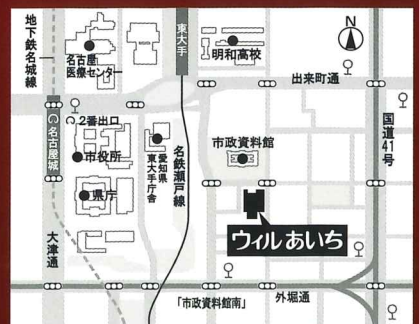 地下鉄名城線
名古屋
医療センター
東大手
明和高校
N
出来町通
国道41号
名古屋城
2番出口
市役所
県庁
愛知県
東大手庁舎
名鉄瀬戸線
市政資料館
ウィルあいち
大津通
「市政資料館南」
外堀通